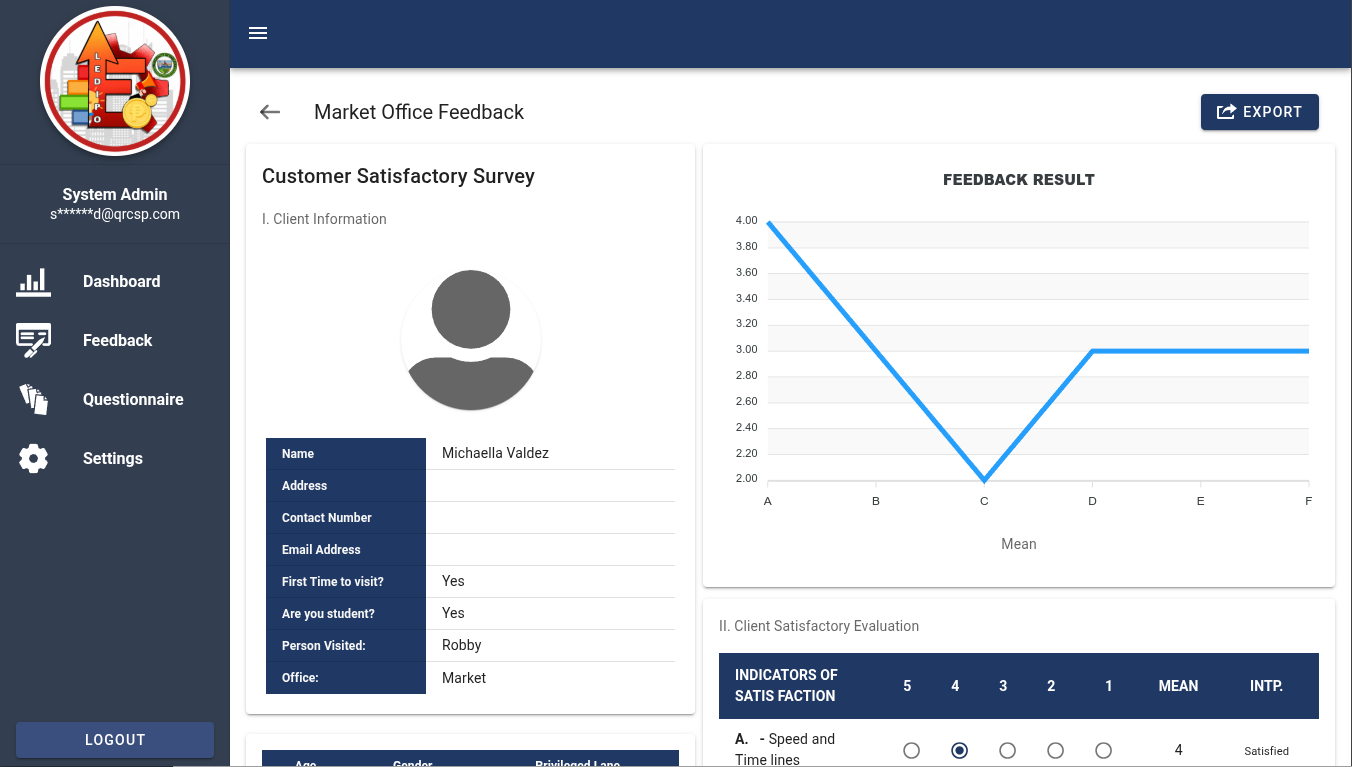 LEDIPO
System Admin
s******d@qrcsp.com
Dashboard
Feedback
Questionnaire
Settings
LOGOUT
Market Office Feedback
EXPORT
Customer Satisfactory Survey
I. Client Information
Name Michaella Valdez
Address
Contact Number
Email Address
First Time to visit? Yes
Are you student? Yes
Person Visited: Robby
Office: Market
Age Gender Privileged Lane
FEEDBACK RESULT
4.00
3.80
3.60
3.40
3.20
3.00
2.80
2.60
2.40
2.20
2.00
A B C D E F
Mean
II. Client Satisfactory Evaluation
INDICATORS OF
SATIS FACTION 5 4 3 2 1 MEAN INTP.
A. - Speed and
Time lines 4 Satisfied